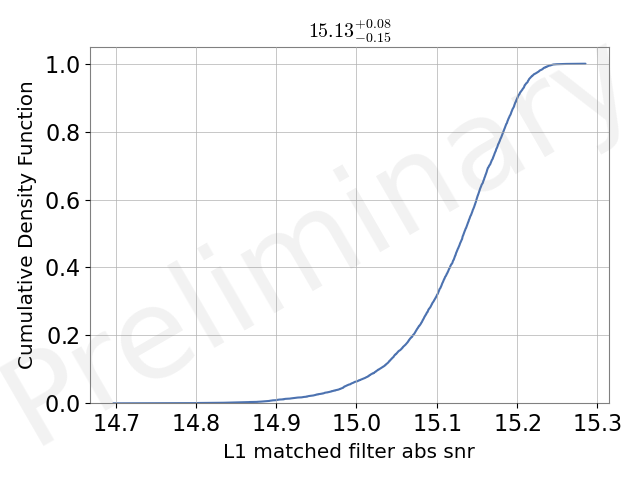 15.13+0.08−0.15
Cumulative Density Function
1.0
0.8
0.6
0.4
0.2
0.0
14.7 14.8 14.9 15.0 15.1 15.2 15.3
L1 matched filter abs snr
Preliminary